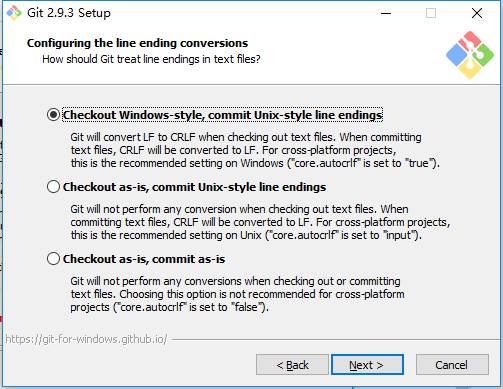 Git 2.9.3 Setup
Configuring the line ending conversions
How should Git treat line endings in text files?
Checkout Windows-style, commit Unix-style line endings
Git will convert LF to CRLF when checking out text files. When committing
text files, CRLF will be converted to LF. For cross-platform projects,
this is the recommended setting on Windows ("core.autocrlf" is set to "true").
Checkout as-is, commit Unix-style line endings
Git will not perform any conversion when checking out text files. When
committing text files, CRLF will be converted to LF. For cross-platform projects,
this is the recommended setting on Unix ("core.autocrlf" is set to "input").
Checkout as-is, commit as-is
Git will not perform any conversions when checking out or committing
text files. Choosing this option is not recommended for cross-platform
projects ("core.autocrlf" is set to "false").
https://git-for-windows.github.io/
< Back
Next >
Cancel